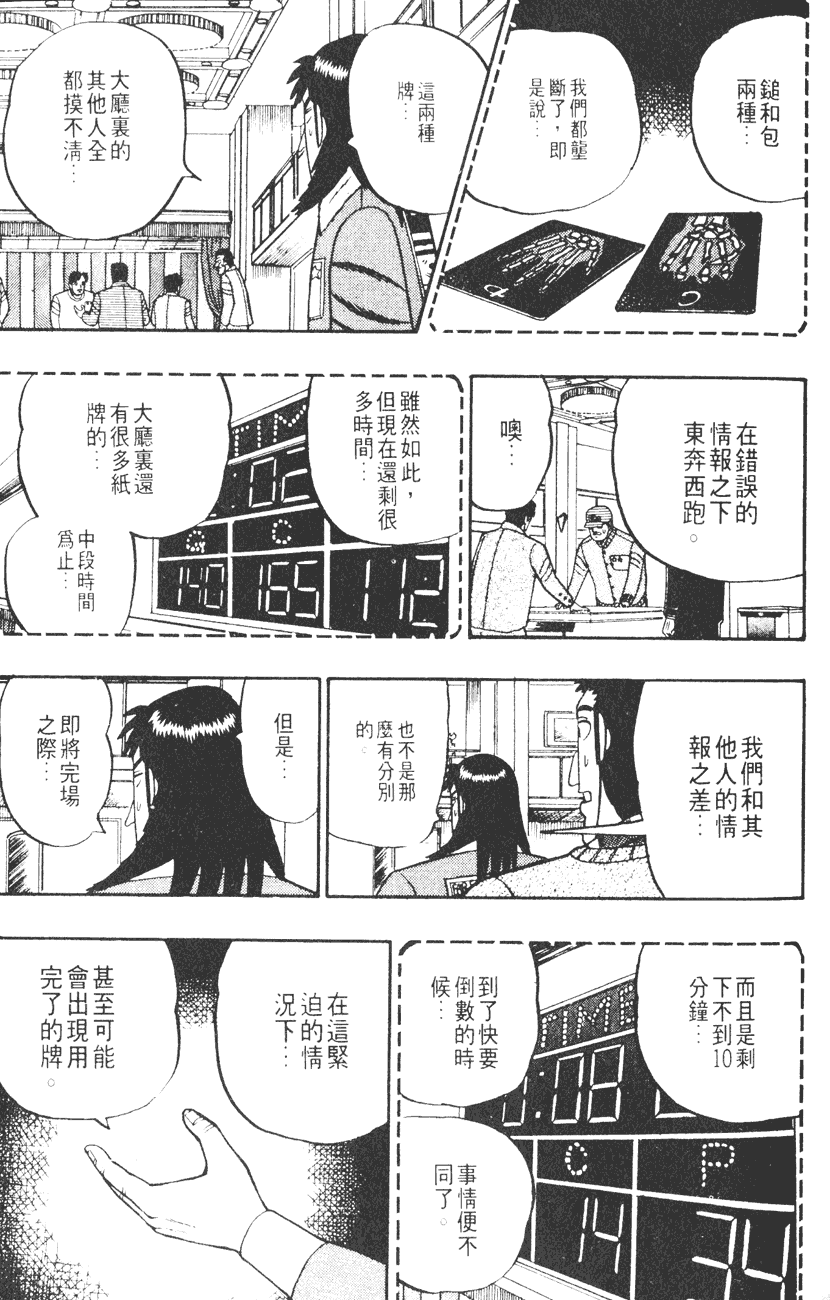 鎚和包
兩種…
我們都壟
斷了，即
是說…
C
P
這兩種
牌…
大廳裏的
其他人全
都摸不清…
在錯誤的
情報之下
東奔西跑。
噢…
雖然如此，
但現在還剩很
多時間…
大廳裏還
有很多紙
牌的…
中段時間
爲止…
TIM
G
C
140
165
112
我們和其
他人的情
報之差…
也不是那
麼有分別
的。
但是…
即將完場
之際…
而且是剩
下不到10
分鐘…
到了快要
倒數的時
候…
事情便不
同了。
TIME
:08
C
P
14
34
在這緊
迫的情
況下…
甚至可能
會出現用
完了的牌。